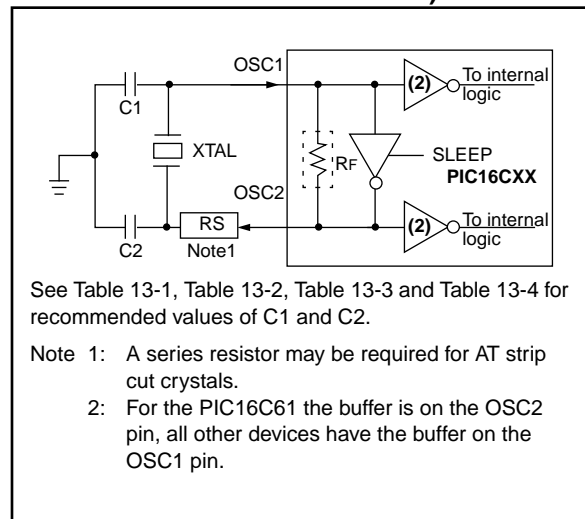 OSC1
C1
(2)
To internal
logic
XTAL
RF
SLEEP
PIC16CXX
OSC2
C2
RS
Note1
(2)
To internal
logic
See Table 13-1, Table 13-2, Table 13-3 and Table 13-4 for
recommended values of C1 and C2.
Note 1: A series resistor may be required for AT strip
cut crystals.
2: For the PIC16C61 the buffer is on the OSC2
pin, all other devices have the buffer on the
OSC1 pin.